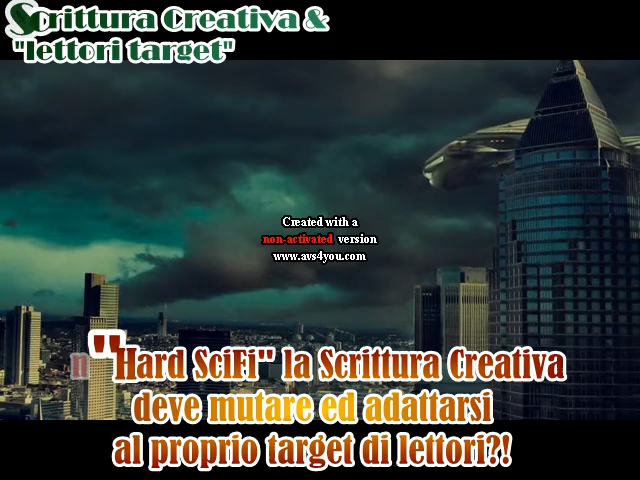 Scrittura Creativa &
"lettori target"
Created with a
non-activated version
www.avs4you.com
"Hard SciFi" la Scrittura Creativa
deve mutare ed adattarsi
al proprio target di lettori?!